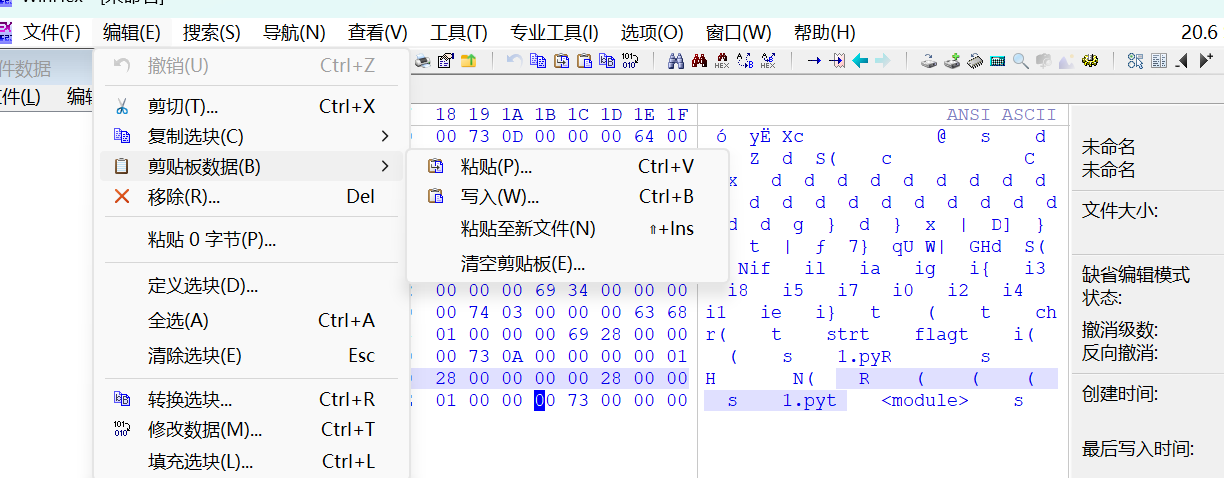 文件(F) 编辑(E) 搜索(S) 导航(N) 查看(V) 工具(T) 专业工具(I) 选项(O) 窗口(W) 帮助(H) 20.6
件数据
撤销(U) Ctrl+Z
剪切(T)... Ctrl+X
复制选块(C)
剪贴板数据(B)
移除(R)... Del
粘贴 0 字节(P)...
定义选块(D)...
全选(A) Ctrl+A
清除选块(E) Esc
转换选块... Ctrl+R
修改数据(M)... Ctrl+T
填充选块(L)... Ctrl+L
粘贴(P)... Ctrl+V
写入(W)... Ctrl+B
粘贴至新文件(N) ⇑+Ins
清空剪贴板(E)...
18 19 1A 1B 1C 1D 1E 1F ANSI ASCII
00 73 0D 00 00 00 64 00 ó yË Xc @ s d
Z d S( c C
x d d d d d d d d
d d d d d d d d d
d d g } d } x | D] }
t | ƒ 7} qU W| GHd S(
Nif il ia ig i{ i3
00 00 00 69 34 00 00 00 i8 i5 i7 i0 i2 i4
00 74 03 00 00 00 63 68 i1 ie i} t ( t ch
01 00 00 00 69 28 00 00 r( t strt flagt i(
00 73 0A 00 00 00 00 01 ( s 1.pyR s
28 00 00 00 00 28 00 00 H N( R ( ( (
01 00 00 00 73 00 00 00 s 1.pyt <module> s
未命名
未命名
文件大小:
缺省编辑模式
状态:
撤消级数:
反向撤消:
创建时间:
最后写入时间: